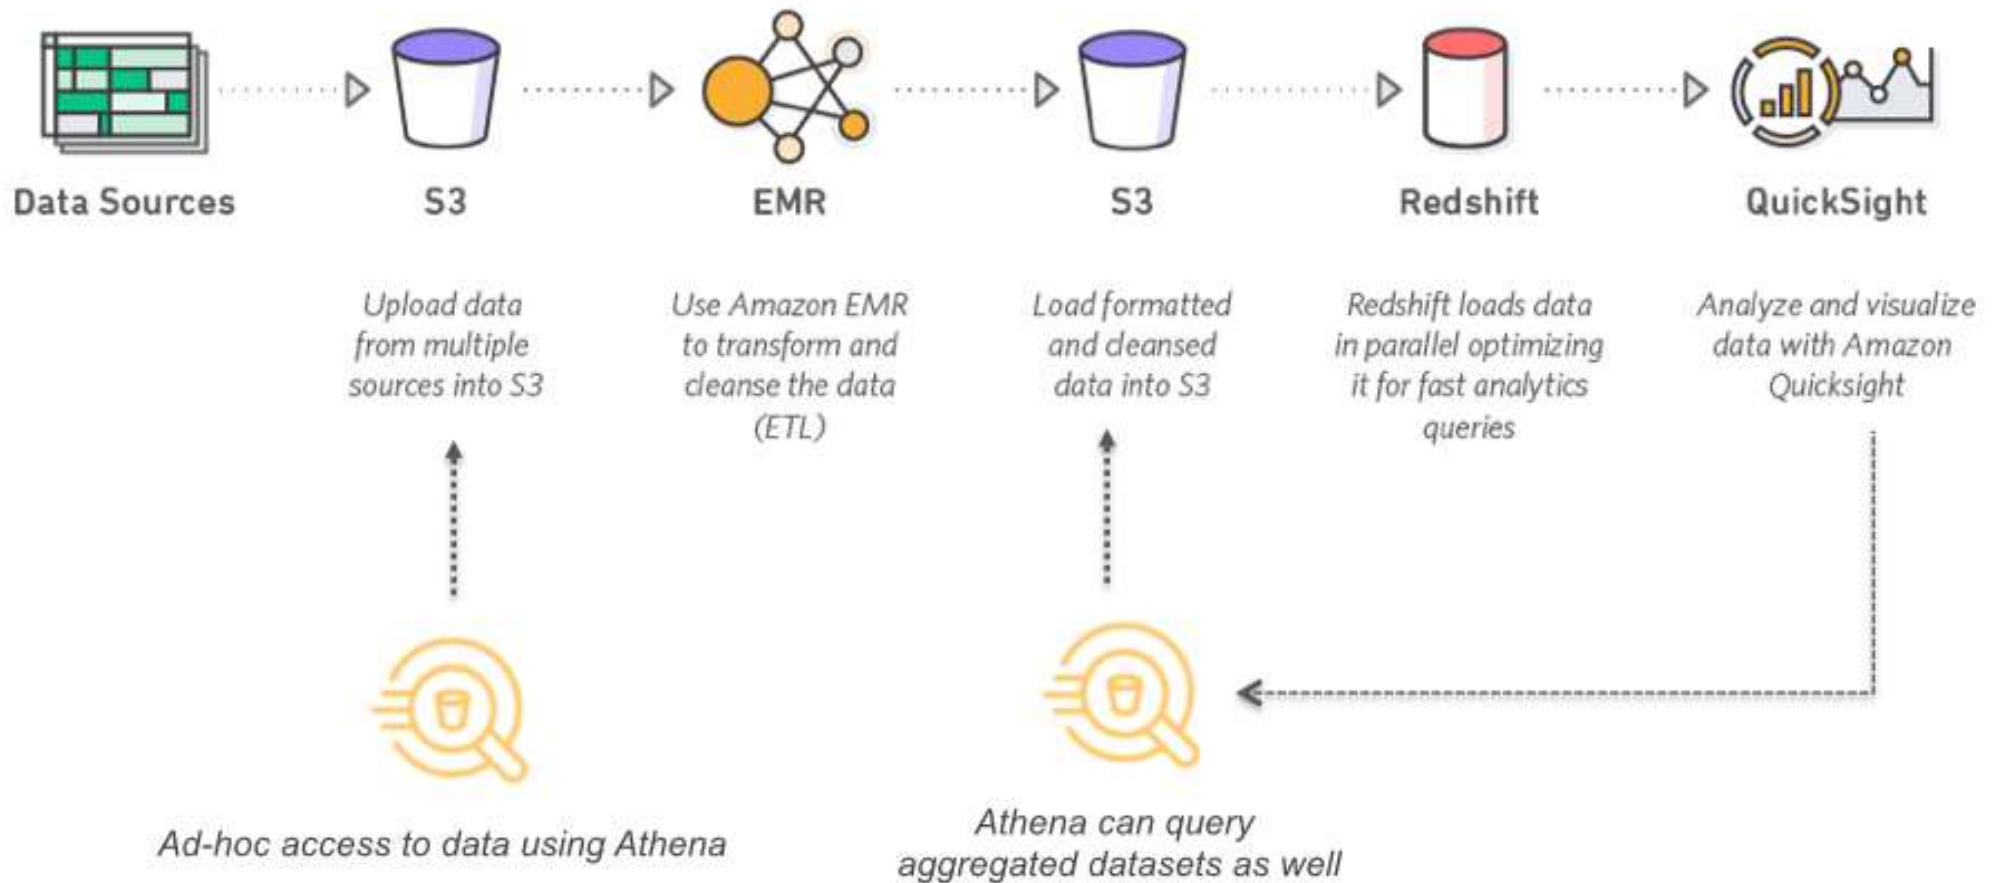 Data Sources
S3
EMR
S3
Redshift
QuickSight
Upload data
from multiple
sources into S3
Use Amazon EMR
to transform and
cleanse the data
(ETL)
Load formatted
and cleansed
data into S3
Redshift loads data
in parallel optimizing
it for fast analytics
queries
Analyze and visualize
data with Amazon
Quicksight
Ad-hoc access to data using Athena
Athena can query
aggregated datasets as well